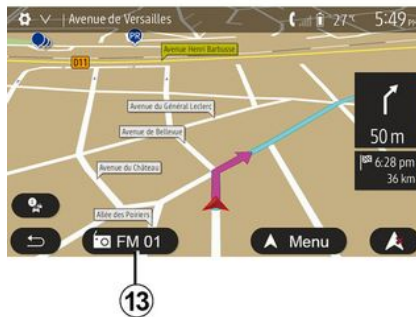 Avenue de Versailles
27°
5:49 PM
PR
Avenue Henri Barbusse
D11
Avenue du Général Leclerc
Avenue de Bellevue
50 m
Avenue du Château
6:28 pm
36 km
Allée des Poiriers
FM 01
Menu
13